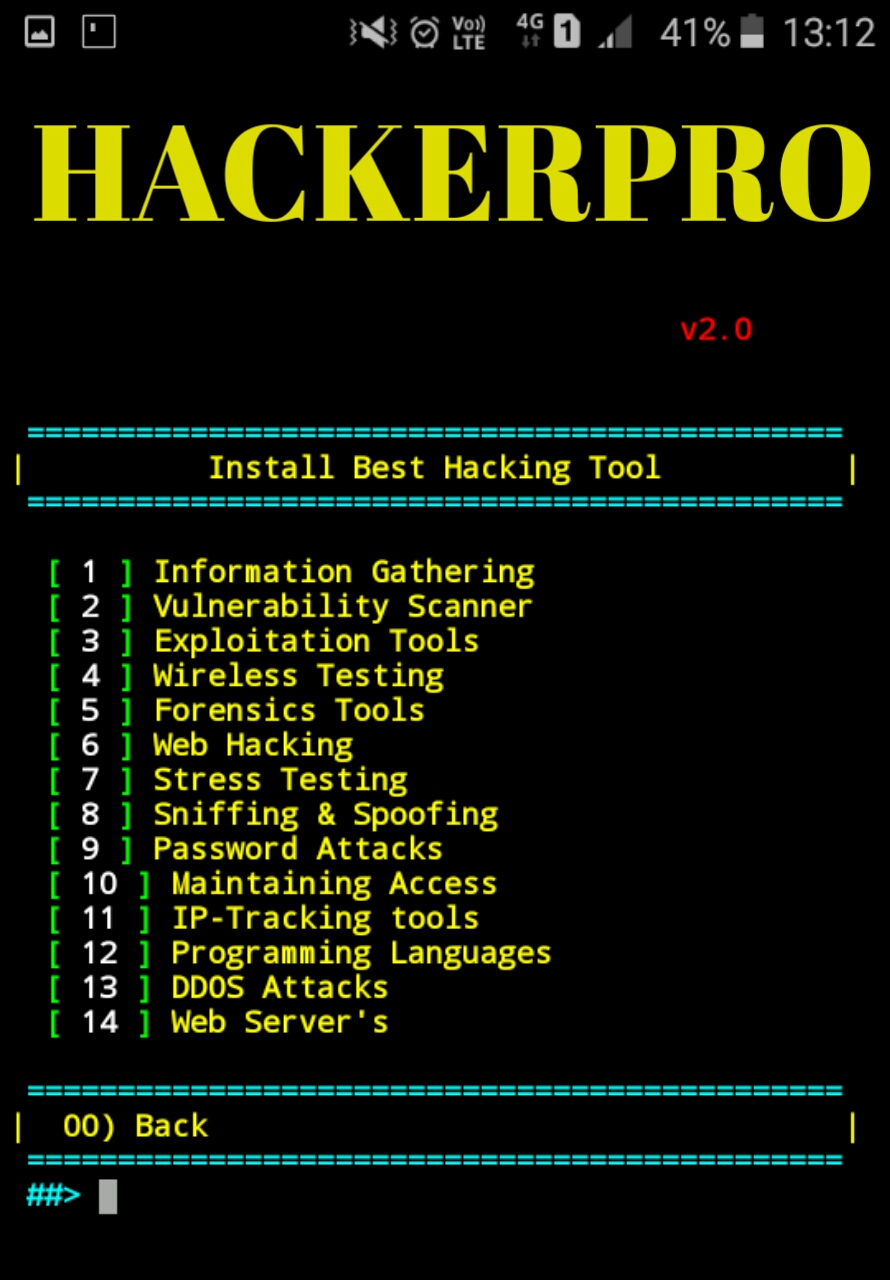 Vo)) LTE 4G 1 41% 13:12
HACKERPRO
v2.0
=============================================
| Install Best Hacking Tool |
=============================================
[ 1 ] Information Gathering
[ 2 ] Vulnerability Scanner
[ 3 ] Exploitation Tools
[ 4 ] Wireless Testing
[ 5 ] Forensics Tools
[ 6 ] Web Hacking
[ 7 ] Stress Testing
[ 8 ] Sniffing & Spoofing
[ 9 ] Password Attacks
[ 10 ] Maintaining Access
[ 11 ] IP-Tracking tools
[ 12 ] Programming Languages
[ 13 ] DDOS Attacks
[ 14 ] Web Server's
=============================================
| 00) Back |
=============================================
##>